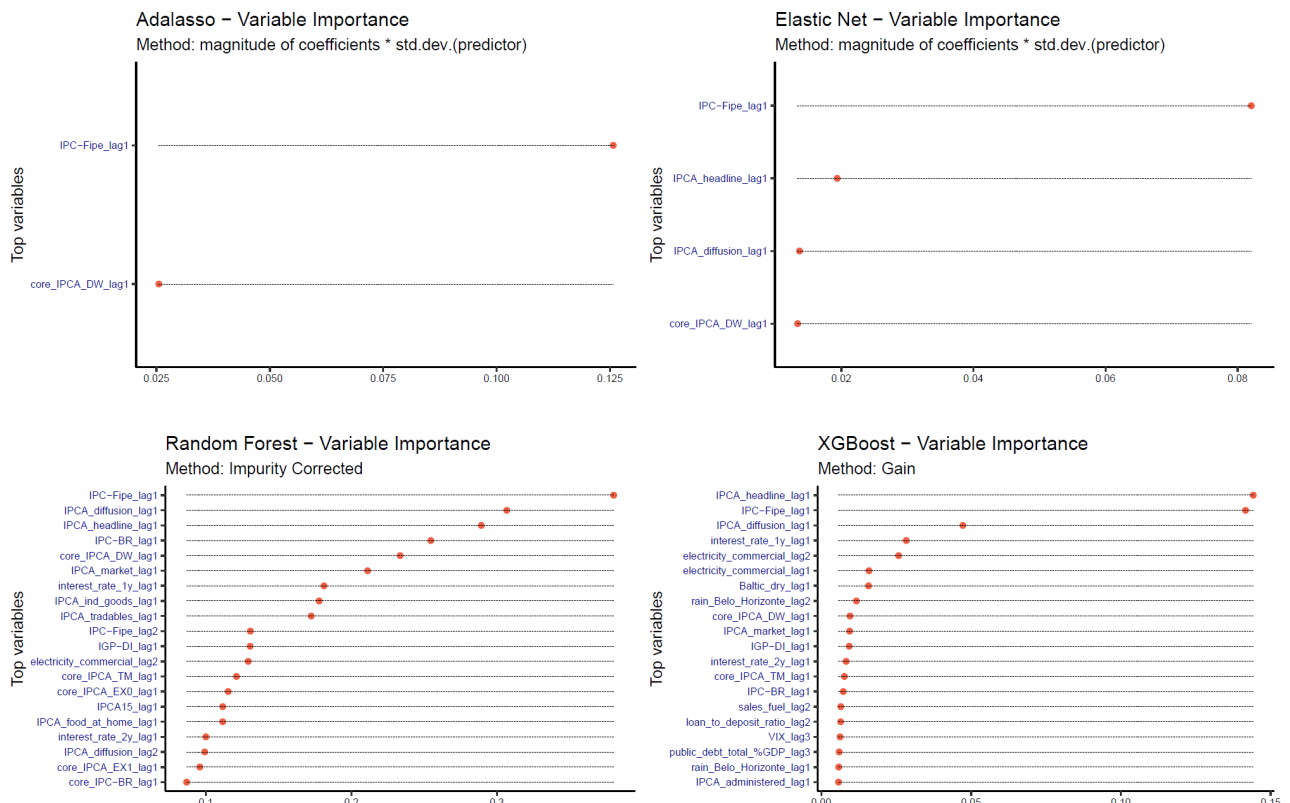 Adalasso − Variable Importance
Method: magnitude of coefficients * std.dev.(predictor)
Top variables
IPC−Fipe_lag1
core_IPCA_DW_lag1
0.025 0.050 0.075 0.100 0.125
Elastic Net − Variable Importance
Method: magnitude of coefficients * std.dev.(predictor)
Top variables
IPC−Fipe_lag1
IPCA_headline_lag1
IPCA_diffusion_lag1
core_IPCA_DW_lag1
0.02 0.04 0.06 0.08
Random Forest − Variable Importance
Method: Impurity Corrected
Top variables
IPC−Fipe_lag1
IPCA_diffusion_lag1
IPCA_headline_lag1
IPC−BR_lag1
core_IPCA_DW_lag1
IPCA_market_lag1
interest_rate_1y_lag1
IPCA_ind_goods_lag1
IPCA_tradables_lag1
IPC−Fipe_lag2
IGP−DI_lag1
electricity_commercial_lag2
core_IPCA_TM_lag1
core_IPCA_EX0_lag1
IPCA15_lag1
IPCA_food_at_home_lag1
interest_rate_2y_lag1
IPCA_diffusion_lag2
core_IPCA_EX1_lag1
core_IPC−BR_lag1
0.1 0.2 0.3
XGBoost − Variable Importance
Method: Gain
Top variables
IPCA_headline_lag1
IPC−Fipe_lag1
IPCA_diffusion_lag1
interest_rate_1y_lag1
electricity_commercial_lag2
electricity_commercial_lag1
Baltic_dry_lag1
rain_Belo_Horizonte_lag2
core_IPCA_DW_lag1
IPCA_market_lag1
IGP−DI_lag1
interest_rate_2y_lag1
core_IPCA_TM_lag1
IPC−BR_lag1
sales_fuel_lag2
loan_to_deposit_ratio_lag2
VIX_lag3
public_debt_total_%GDP_lag3
rain_Belo_Horizonte_lag1
IPCA_administered_lag1
0.00 0.05 0.10 0.15